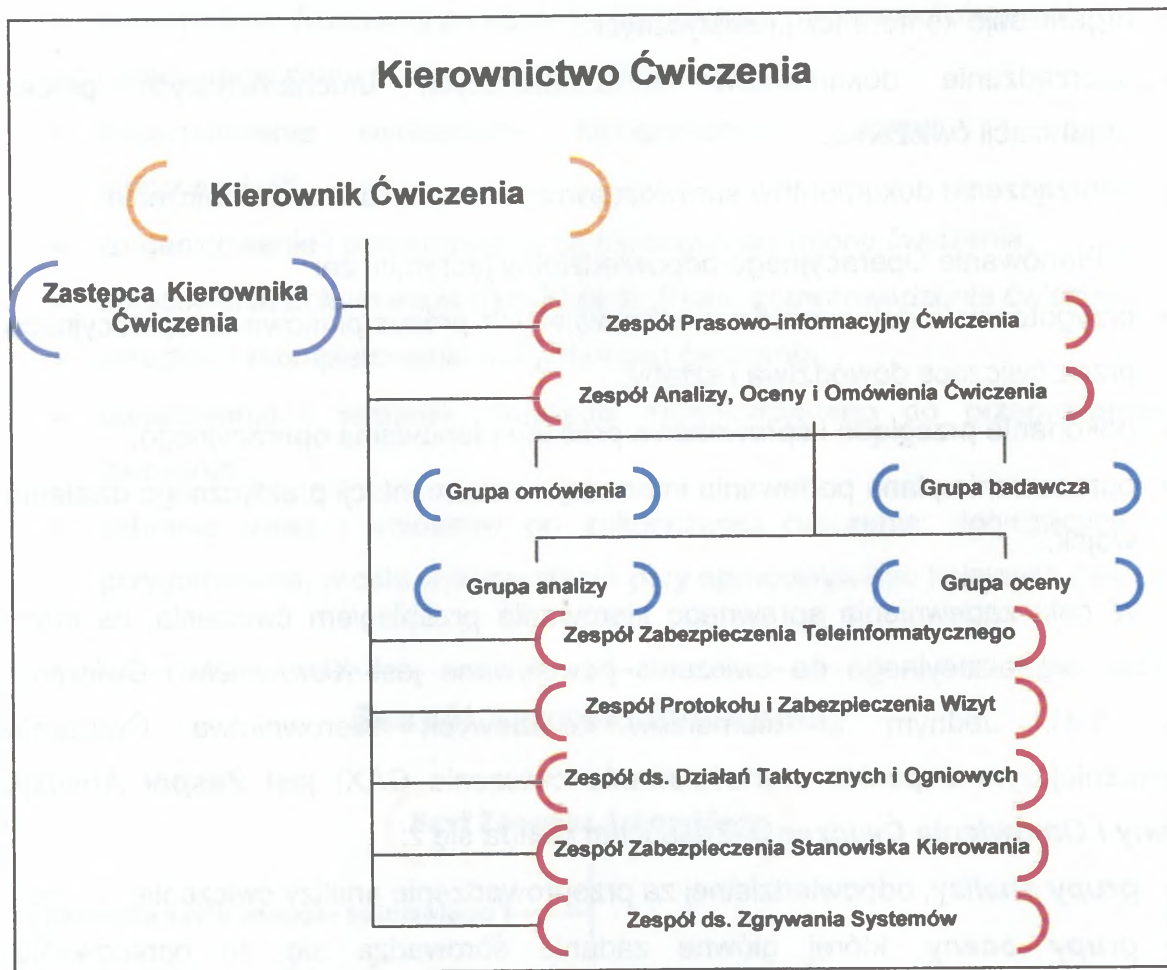 Kierownictwo Ćwiczenia
Kierownik Ćwiczenia
Zastępca Kierownika
Ćwiczenia
Zespół Prasowo-informacyjny Ćwiczenia
Zespół Analizy, Oceny i Omówienia Ćwiczenia
Grupa omówienia
Grupa badawcza
Grupa analizy
Grupa oceny
Zespół Zabezpieczenia Teleinformatycznego
Zespół Protokołu i Zabezpieczenia Wizyt
Zespół ds. Działań Taktycznych i Ogniowych
Zespół Zabezpieczenia Stanowiska Kierowania
Zespół ds. Zgrywania Systemów